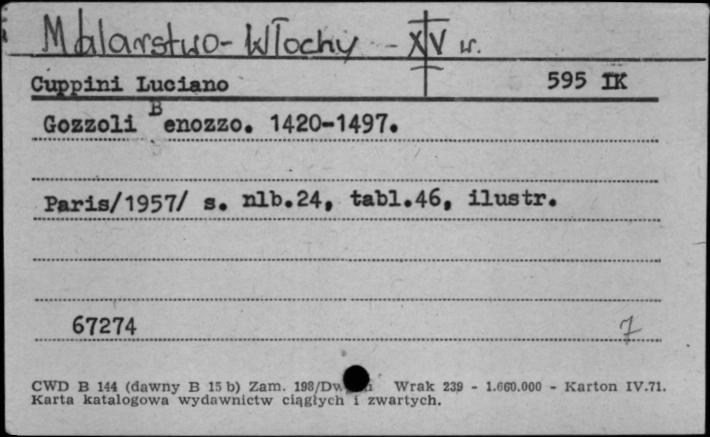 Malarstwo - Włochy - XV w.
Cuppini Luciano 595 IK
Gozzoli Benozzo. 1420-1497.
Paris/1957/ s. nlb.24, tabl.46, ilustr.
67274 7
CWD B 144 (dawny B 15 b) Zam. 198/Dw Wrak 239 - 1.660.000 - Karton IV.71.
Karta katalogowa wydawnictw ciągłych i zwartych.